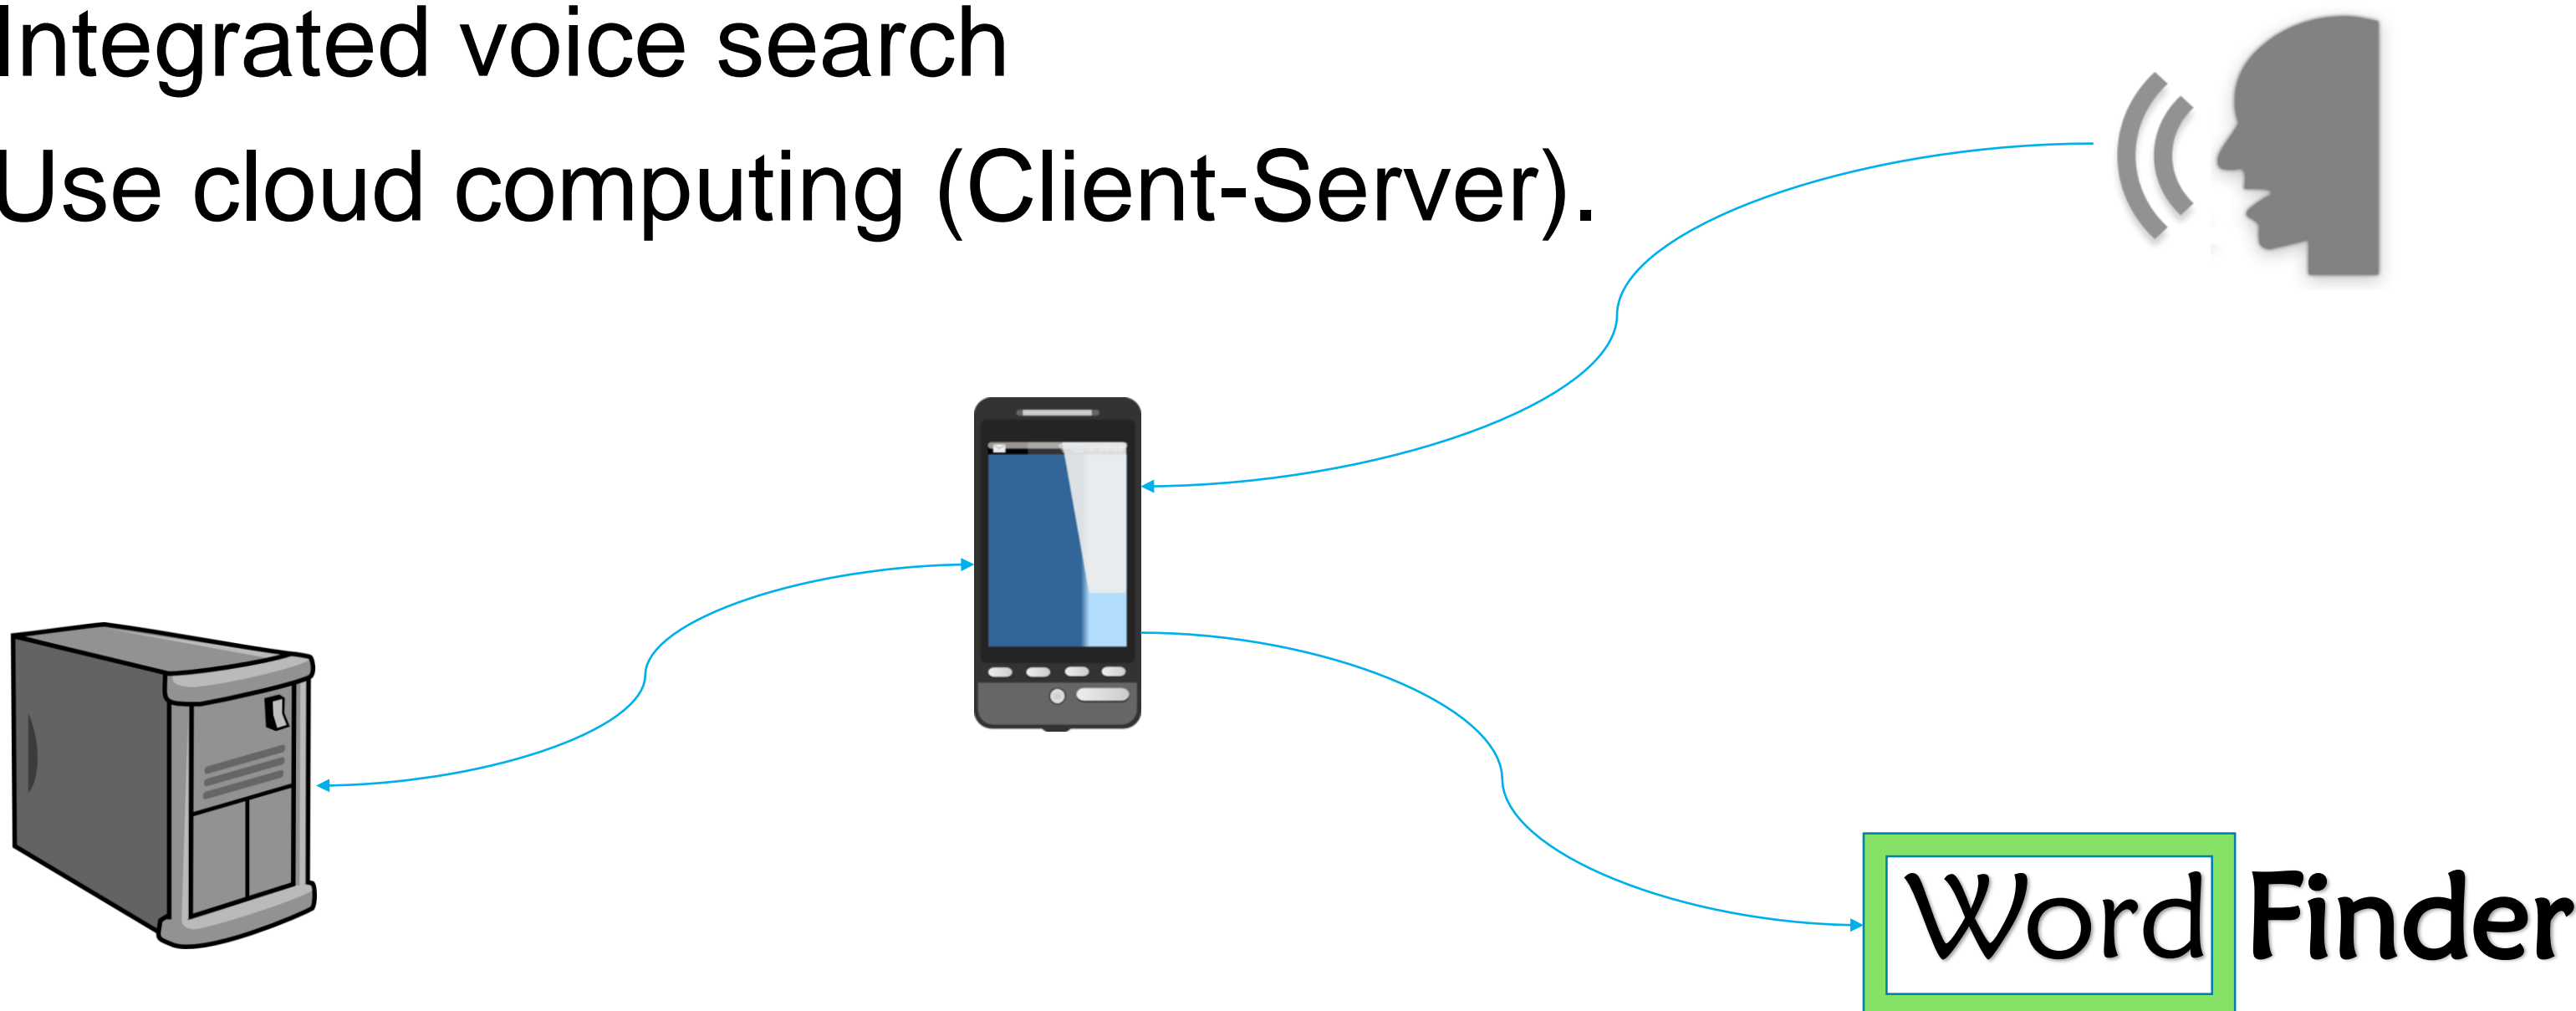 Integrated voice search
Use cloud computing (Client-Server).
Word Finder